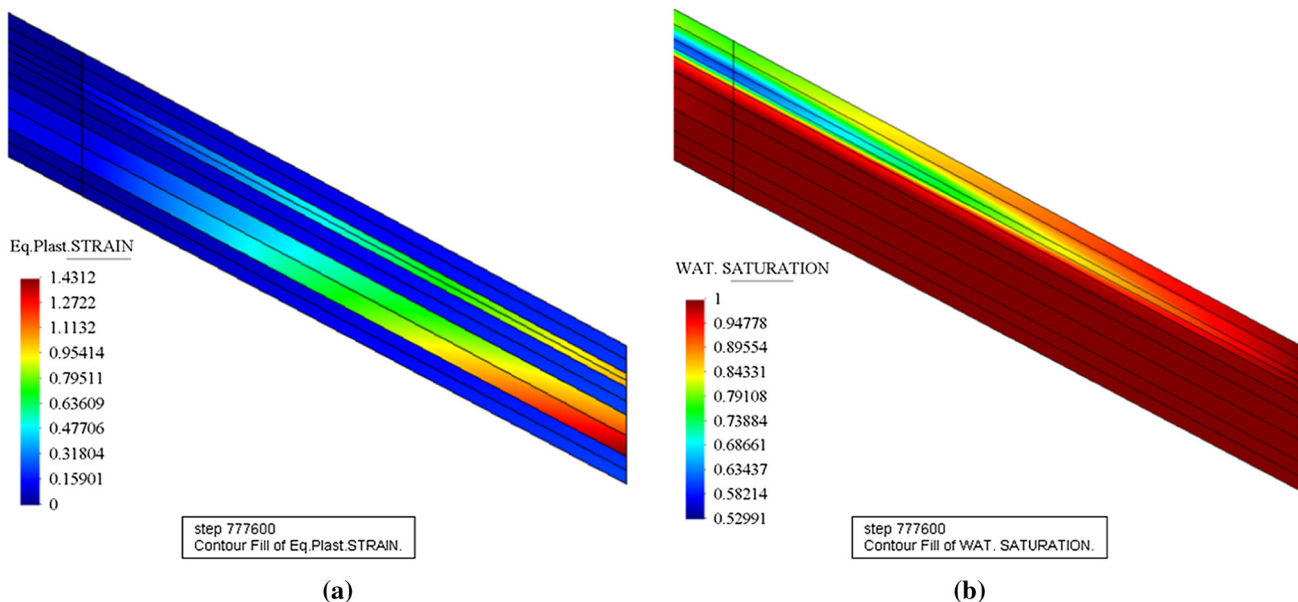 Eq.Plast.STRAIN
1.4312
1.2722
1.1132
0.95414
0.79511
0.63609
0.47706
0.31804
0.15901
0
step 777600
Contour Fill of Eq.Plast.STRAIN.
(a)
WAT. SATURATION
1
0.94778
0.89554
0.84331
0.79108
0.73884
0.68661
0.63437
0.58214
0.52991
step 777600
Contour Fill of WAT. SATURATION.
(b)